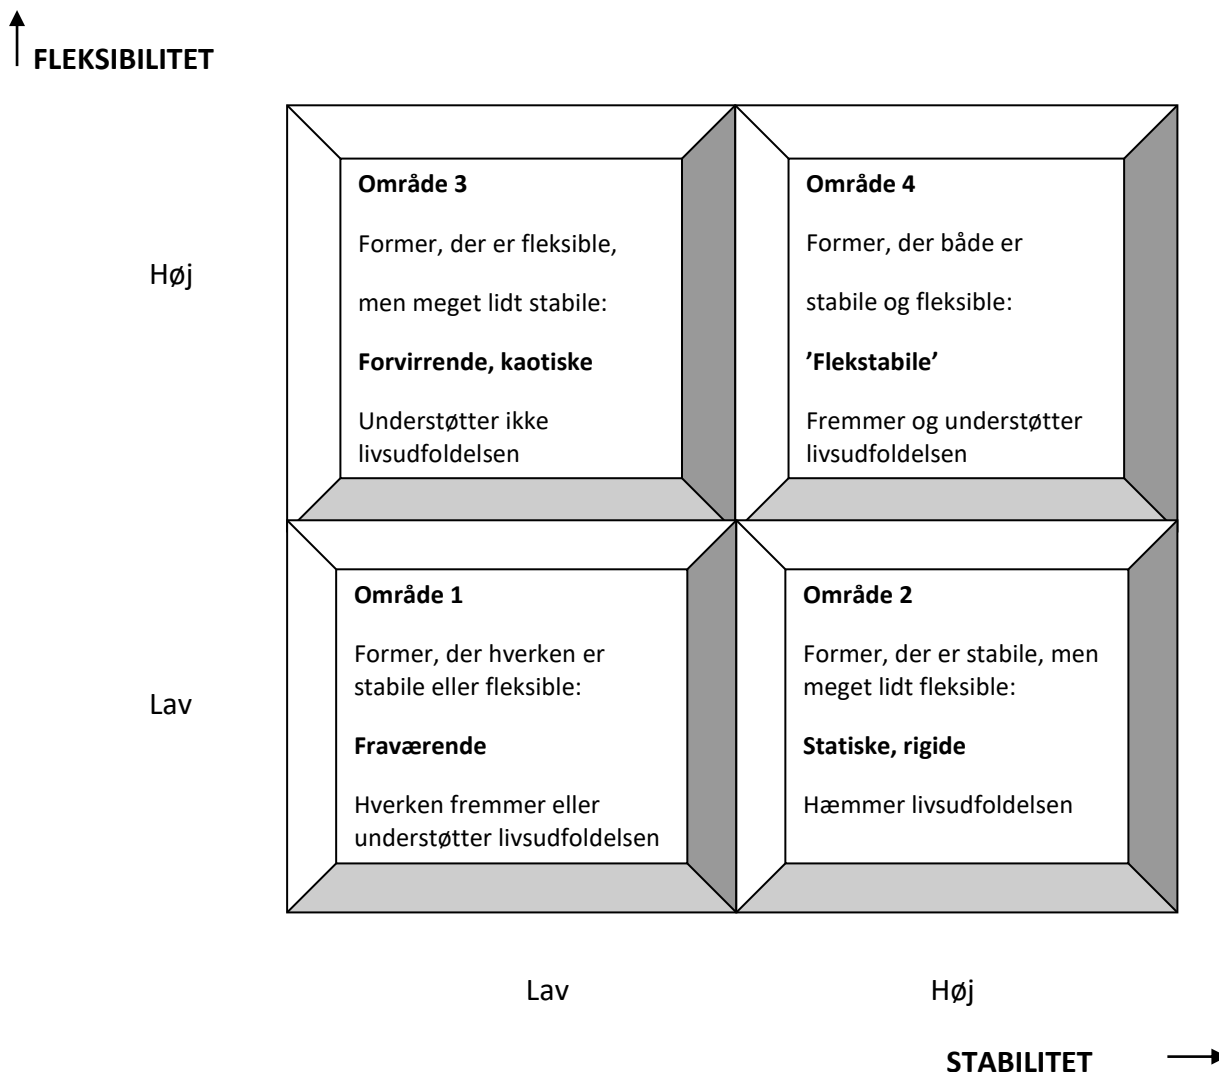 FLEKSIBILITET
Område 3
Former, der er fleksible,
men meget lidt stabile:
Forvirrende, kaotiske
Understøtter ikke
livsudfoldelsen
Område 4
Former, der både er
stabile og fleksible:
’Flekstabile’
Fremmer og understøtter
livsudfoldelsen
Høj
Område 1
Former, der hverken er
stabile eller fleksible:
Fraværende
Hverken fremmer eller
understøtter livsudfoldelsen
Område 2
Former, der er stabile, men
meget lidt fleksible:
Statiske, rigide
Hæmmer livsudfoldelsen
Lav
Lav
Høj
STABILITET